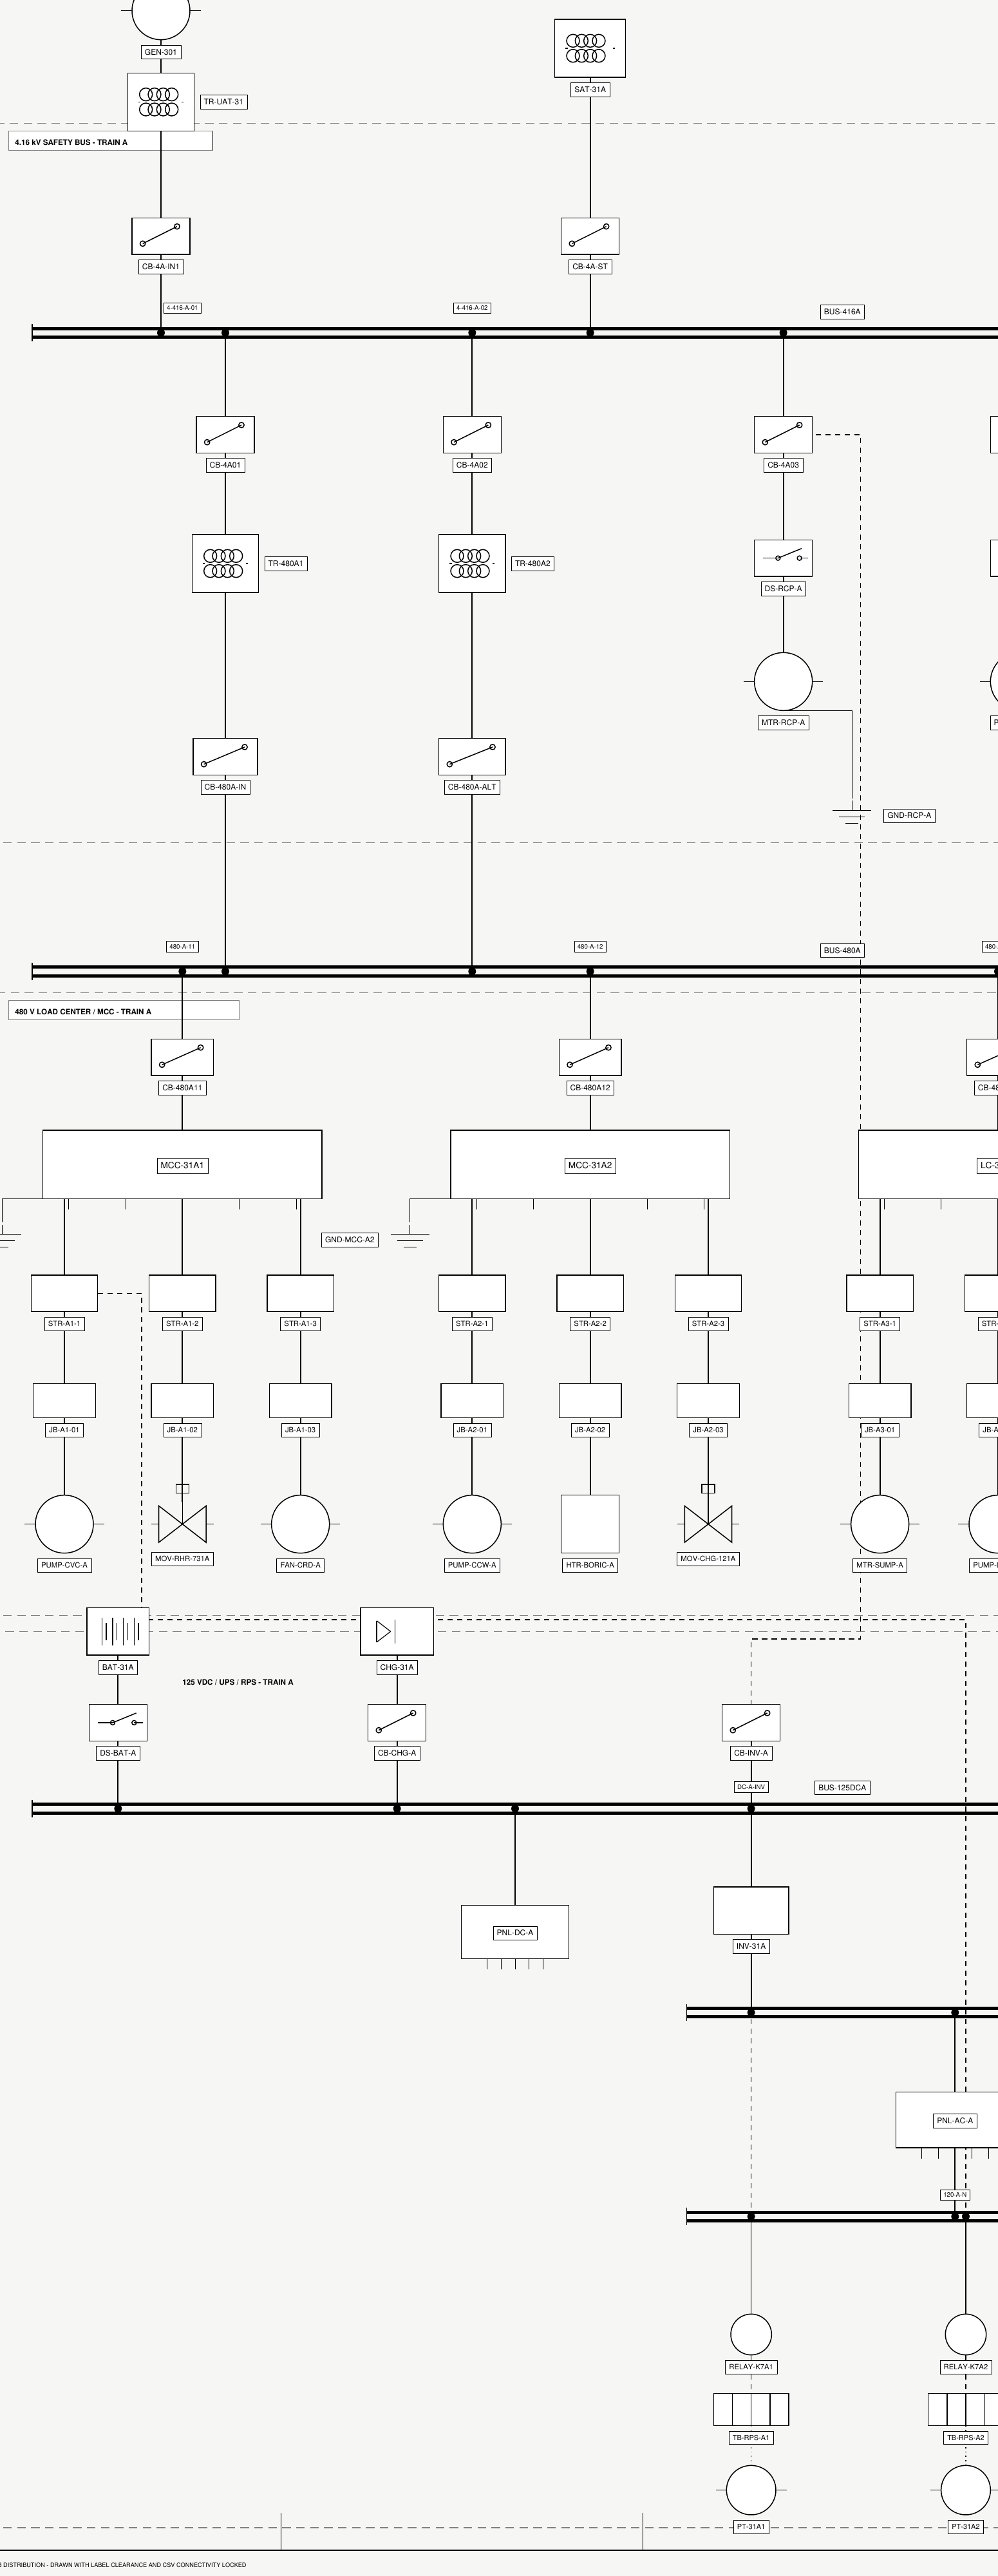 GEN-301
SAT-31A
TR-UAT-31
4.16 kV SAFETY BUS - TRAIN A
CB-4A-IN1
CB-4A-ST
4-416-A-01
4-416-A-02
BUS-416A
CB-4A01
CB-4A02
CB-4A03
TR-480A1
TR-480A2
DS-RCP-A
MTR-RCP-A
P
CB-480A-IN
CB-480A-ALT
GND-RCP-A
480-A-11
480-A-12
BUS-480A
480-
480 V LOAD CENTER / MCC - TRAIN A
CB-480A11
CB-480A12
CB-48
MCC-31A1
MCC-31A2
LC-3
GND-MCC-A2
STR-A1-1
STR-A1-2
STR-A1-3
STR-A2-1
STR-A2-2
STR-A2-3
STR-A3-1
STR-
JB-A1-01
JB-A1-02
JB-A1-03
JB-A2-01
JB-A2-02
JB-A2-03
JB-A3-01
JB-A
PUMP-CVC-A
MOV-RHR-731A
FAN-CRD-A
PUMP-CCW-A
HTR-BORIC-A
MOV-CHG-121A
MTR-SUMP-A
PUMP-
BAT-31A
CHG-31A
125 VDC / UPS / RPS - TRAIN A
DS-BAT-A
CB-CHG-A
CB-INV-A
DC-A-INV
BUS-125DCA
PNL-DC-A
INV-31A
PNL-AC-A
120-A-N
RELAY-K7A1
RELAY-K7A2
TB-RPS-A1
TB-RPS-A2
PT-31A1
PT-31A2
DISTRIBUTION - DRAWN WITH LABEL CLEARANCE AND CSV CONNECTIVITY LOCKED